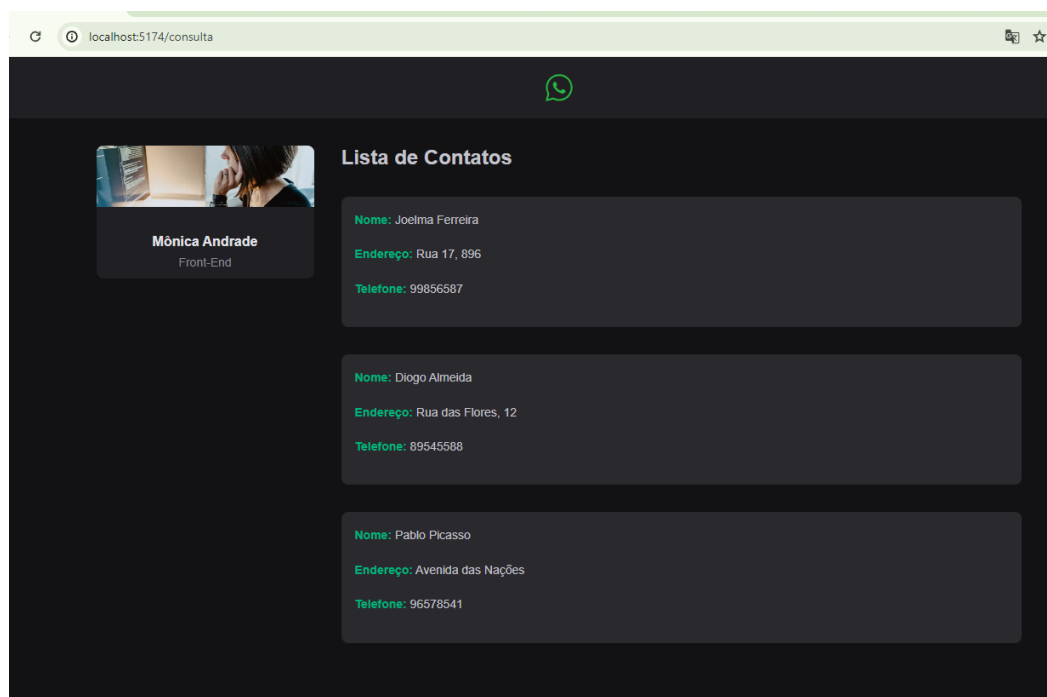 localhost:5174/consulta
Mônica Andrade
Front-End
Lista de Contatos
Nome: Joelma Ferreira
Endereço: Rua 17, 896
Telefone: 99856587
Nome: Diogo Almeida
Endereço: Rua das Flores, 12
Telefone: 89545588
Nome: Pablo Picasso
Endereço: Avenida das Nações
Telefone: 96578541